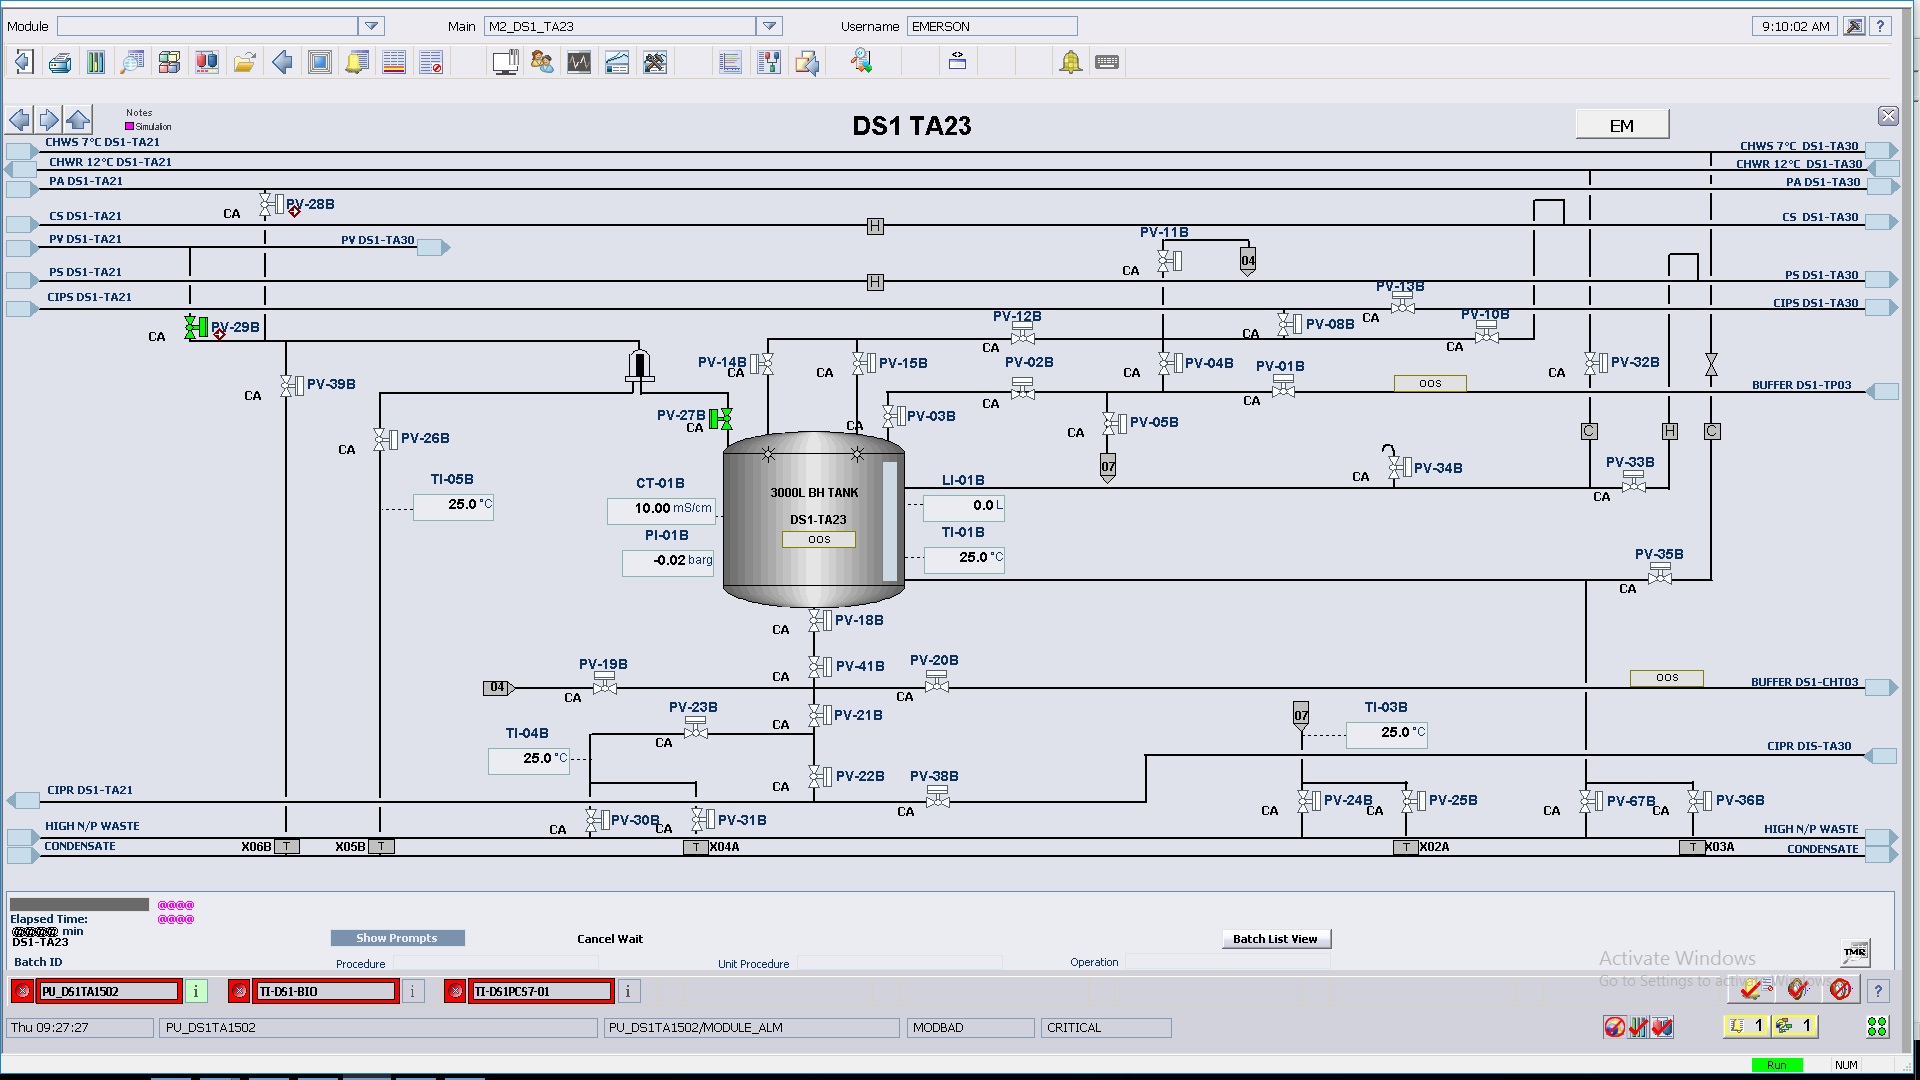 Module
Main M2_DS1_TA23
Username EMERSON
9:10:02 AM
?
Notes
Simulation
DS1 TA23
EM
CHWS 7°C DS1-TA21
CHWS 7°C DS1-TA30
CHWR 12°C DS1-TA21
CHWR 12°C DS1-TA30
PA DS1-TA21
PA DS1-TA30
PV-28B
CA
CS DS1-TA21
H
CS DS1-TA30
PV DS1-TA21
PV DS1-TA30
PV-11B
CA
04
PS DS1-TA21
H
PS DS1-TA30
CIPS DS1-TA21
PV-13B
CA
CIPS DS1-TA30
PV-29B
CA
PV-12B
CA
PV-08B
CA
PV-10B
CA
PV-14B
CA
PV-15B
CA
PV-02B
CA
PV-04B
CA
PV-01B
CA
PV-32B
CA
PV-39B
CA
OOS
BUFFER DS1-TP03
PV-27B
CA
CA
PV-03B
PV-05B
CA
C
H
C
PV-26B
CA
07
PV-34B
CA
PV-33B
CA
TI-05B
25.0 °C
CT-01B
10.00 mS/cm
3000L BH TANK
DS1-TA23
OOS
LI-01B
0.0 L
PI-01B
-0.02 barg
TI-01B
25.0 °C
PV-35B
CA
PV-18B
CA
PV-19B
CA
PV-41B
CA
PV-20B
CA
04
OOS
BUFFER DS1-CHT03
PV-23B
CA
PV-21B
CA
07
TI-03B
25.0 °C
TI-04B
25.0 °C
CIPR DIS-TA30
PV-22B
CA
PV-38B
CA
CIPR DS1-TA21
PV-24B
CA
PV-25B
CA
PV-67B
CA
PV-36B
CA
PV-30B
CA
PV-31B
CA
HIGH N/P WASTE
HIGH N/P WASTE
CONDENSATE
X06B T
X05B T
T X04A
T X02A
T X03A
CONDENSATE
@@@@
Elapsed Time: @@@@
@@@@ min
DS1-TA23
Show Prompts
Cancel Wait
Batch List View
TMR
Batch ID
Procedure
Unit Procedure
Operation
Activate Windows
Go to Settings to activate Windows.
PU_DS1TA1502 i
TI-DS1-BIO i
TI-DS1PCS7-01 i
?
Thu 09:27:27
PU_DS1TA1502
PU_DS1TA1502/MODULE_ALM
MODBAD
CRITICAL
1
1
Run
NUM